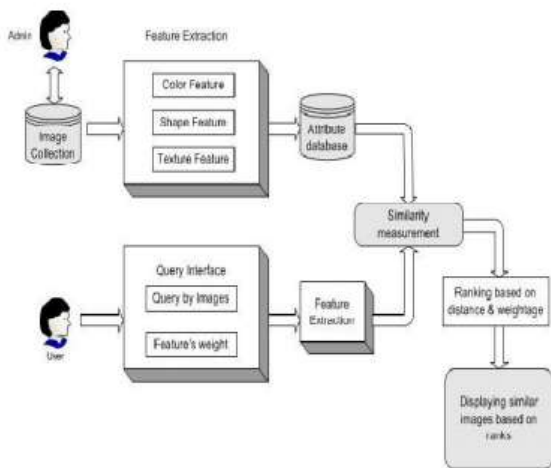 Admin
Feature Extraction
Color Feature
Shape Feature
Texture Feature
Image
Collection
Attribute
database
Similarity
measurement
Query Interface
Query by Images
Feature's weight
Feature
Extraction
User
Ranking based on
distance & weightage
Displaying similar
images based on
ranks